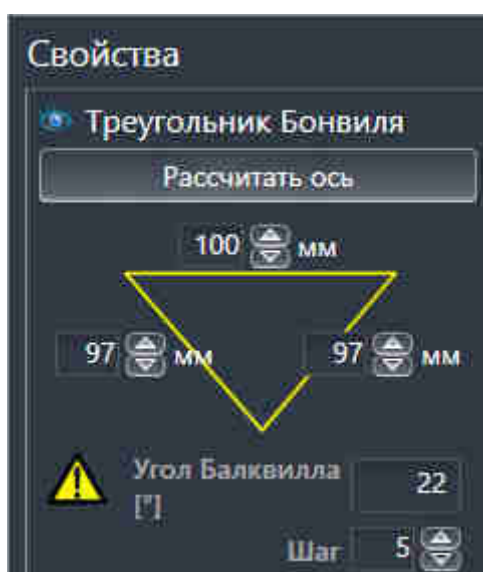 Свойства
Треугольник Бонвиля
Рассчитать ось
100 мм
97 мм 97 мм
Угол Балквилла 22
[°]
Шаг 5